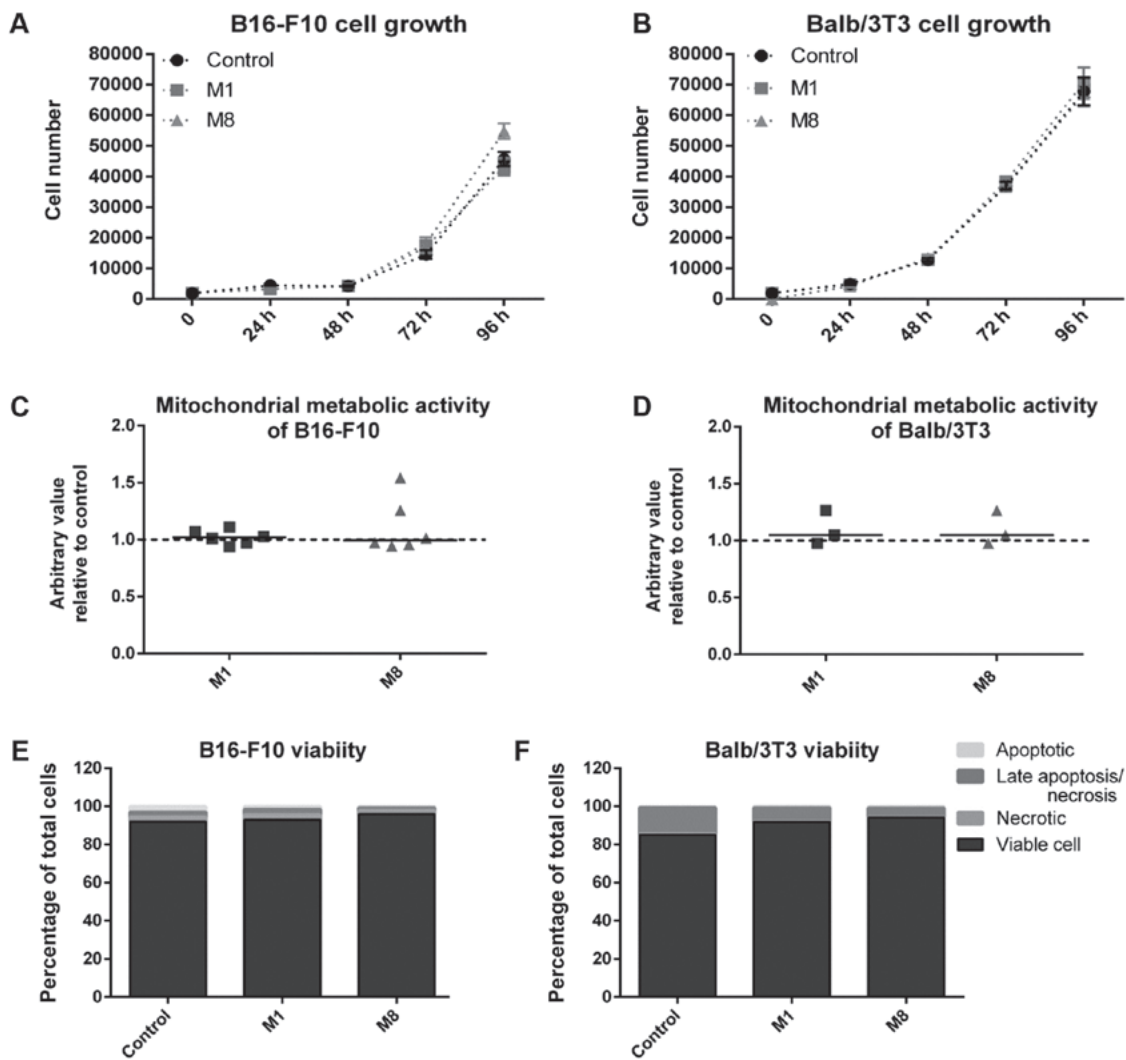 A
B16-F10 cell growth
Cell number
80000
70000
60000
50000
40000
30000
20000
10000
0
Control
M1
M8
0
24 h
48 h
72 h
96 h
B
Balb/3T3 cell growth
Cell number
80000
70000
60000
50000
40000
30000
20000
10000
0
Control
M1
M8
0
24 h
48 h
72 h
96 h
C
Mitochondrial metabolic activity
of B16-F10
Arbitrary value
relative to control
2.0
1.5
1.0
0.5
0.0
M1
M8
D
Mitochondrial metabolic activity
of Balb/3T3
Arbitrary value
relative to control
2.0
1.5
1.0
0.5
0.0
M1
M8
E
B16-F10 viabiity
Percentage of total cells
120
100
80
60
40
20
0
Control
M1
M8
F
Balb/3T3 viabiity
Percentage of total cells
120
100
80
60
40
20
0
Control
M1
M8
Apoptotic
Late apoptosis/
necrosis
Necrotic
Viable cell